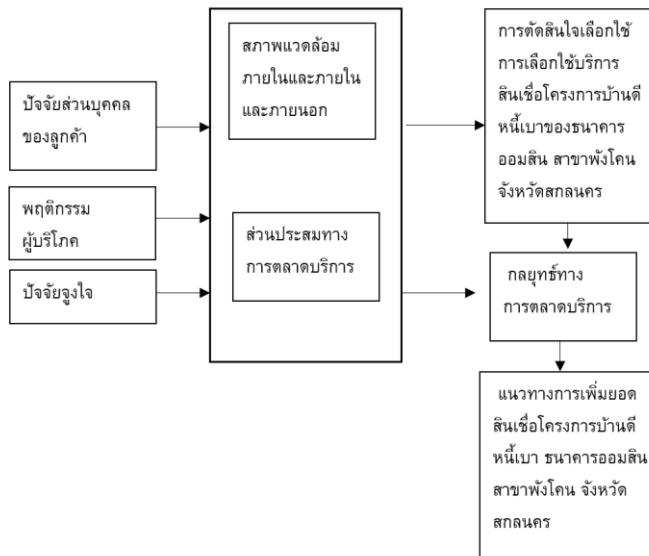 ปัจจัยส่วนบุคคล
ของลูกค้า
พฤติกรรม
ผู้บริโภค
ปัจจัยจูงใจ
สภาพแวดล้อม
ภายในและภายใน
และภายนอก
ส่วนประสมทาง
การตลาดบริการ
การตัดสินใจเลือกใช้
การเลือกใช้บริการ
สินเชื่อโครงการบ้านดี
หนี้เบาของธนาคาร
ออมสิน สาขาพังโคน
จังหวัดสกลนคร
กลยุทธ์ทาง
การตลาดบริการ
แนวทางการเพิ่มยอด
สินเชื่อโครงการบ้านดี
หนี้เบา ธนาคารออมสิน
สาขาพังโคน จังหวัด
สกลนคร